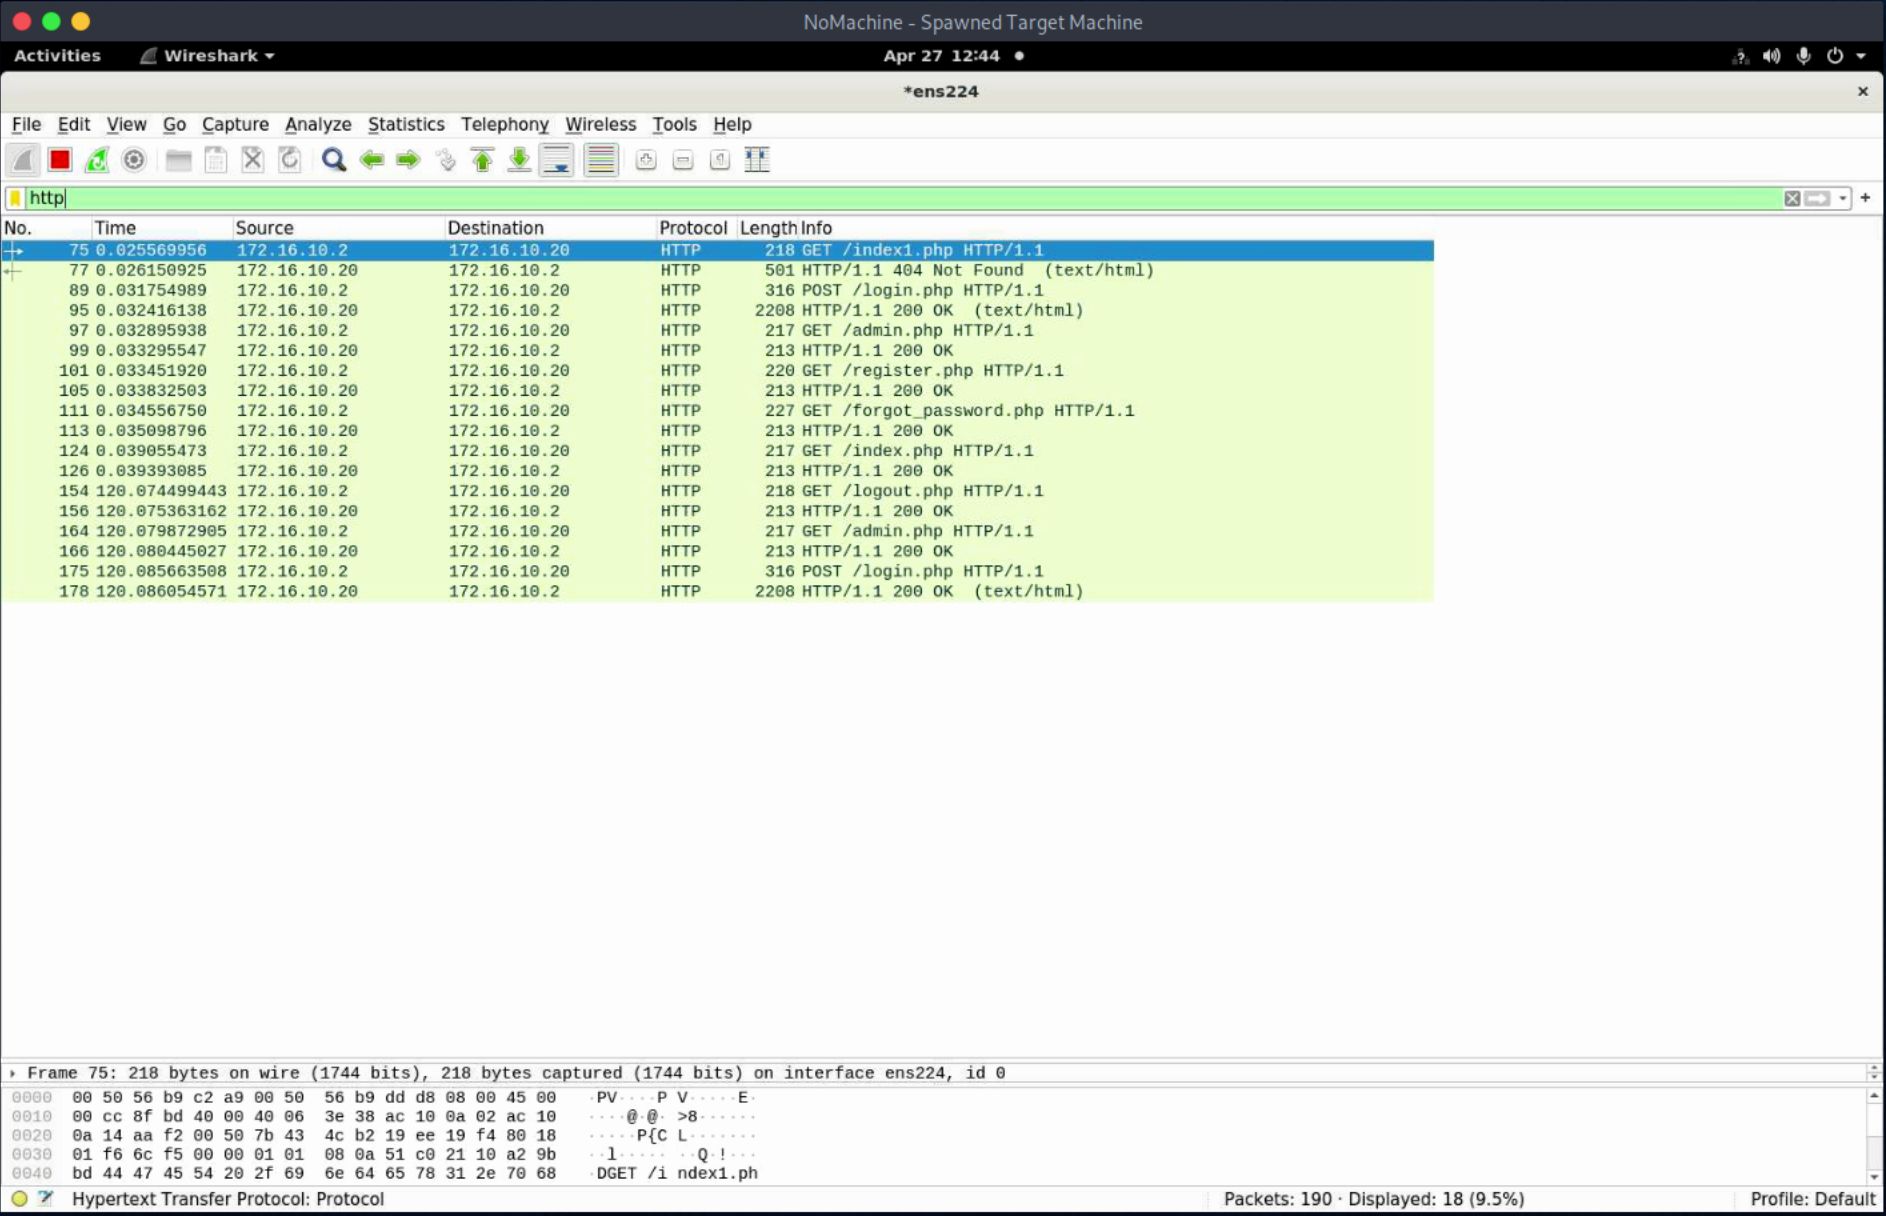 NoMachine - Spawned Target Machine
Activities Wireshark Apr 27 12:44
*ens224
File Edit View Go Capture Analyze Statistics Telephony Wireless Tools Help
http
No. Time Source Destination Protocol Length Info
75 0.025569956 172.16.10.2 172.16.10.20 HTTP 218 GET /index1.php HTTP/1.1
77 0.026150925 172.16.10.20 172.16.10.2 HTTP 501 HTTP/1.1 404 Not Found (text/html)
89 0.031754989 172.16.10.2 172.16.10.20 HTTP 316 POST /login.php HTTP/1.1
95 0.032416138 172.16.10.20 172.16.10.2 HTTP 2208 HTTP/1.1 200 OK (text/html)
97 0.032895938 172.16.10.2 172.16.10.20 HTTP 217 GET /admin.php HTTP/1.1
99 0.033295547 172.16.10.20 172.16.10.2 HTTP 213 HTTP/1.1 200 OK
101 0.033451920 172.16.10.2 172.16.10.20 HTTP 220 GET /register.php HTTP/1.1
105 0.033832503 172.16.10.20 172.16.10.2 HTTP 213 HTTP/1.1 200 OK
111 0.034556750 172.16.10.2 172.16.10.20 HTTP 227 GET /forgot_password.php HTTP/1.1
113 0.035098796 172.16.10.20 172.16.10.2 HTTP 213 HTTP/1.1 200 OK
124 0.039055473 172.16.10.2 172.16.10.20 HTTP 217 GET /index.php HTTP/1.1
126 0.039393085 172.16.10.20 172.16.10.2 HTTP 213 HTTP/1.1 200 OK
154 120.074499443 172.16.10.2 172.16.10.20 HTTP 218 GET /logout.php HTTP/1.1
156 120.075363162 172.16.10.20 172.16.10.2 HTTP 213 HTTP/1.1 200 OK
164 120.079872905 172.16.10.2 172.16.10.20 HTTP 217 GET /admin.php HTTP/1.1
166 120.080445027 172.16.10.20 172.16.10.2 HTTP 213 HTTP/1.1 200 OK
175 120.085663508 172.16.10.2 172.16.10.20 HTTP 316 POST /login.php HTTP/1.1
178 120.086054571 172.16.10.20 172.16.10.2 HTTP 2208 HTTP/1.1 200 OK (text/html)
Frame 75: 218 bytes on wire (1744 bits), 218 bytes captured (1744 bits) on interface ens224, id 0
0000 00 50 56 b9 c2 a9 00 50 56 b9 dd d8 08 00 45 00 ·PV····P V·····E·
0010 00 cc 8f bd 40 00 40 06 3e 38 ac 10 0a 02 ac 10 ····@·@· >8······
0020 0a 14 aa f2 00 50 7b 43 4c b2 19 ee 19 f4 80 18 ·····P{C L·······
0030 01 f6 6c f5 00 00 01 01 08 0a 51 c0 21 10 a2 9b ··l····· ··Q·!···
0040 bd 44 47 45 54 20 2f 69 6e 64 65 78 31 2e 70 68 ·DGET /i ndex1.ph
Hypertext Transfer Protocol: Protocol Packets: 190 · Displayed: 18 (9.5%) Profile: Default